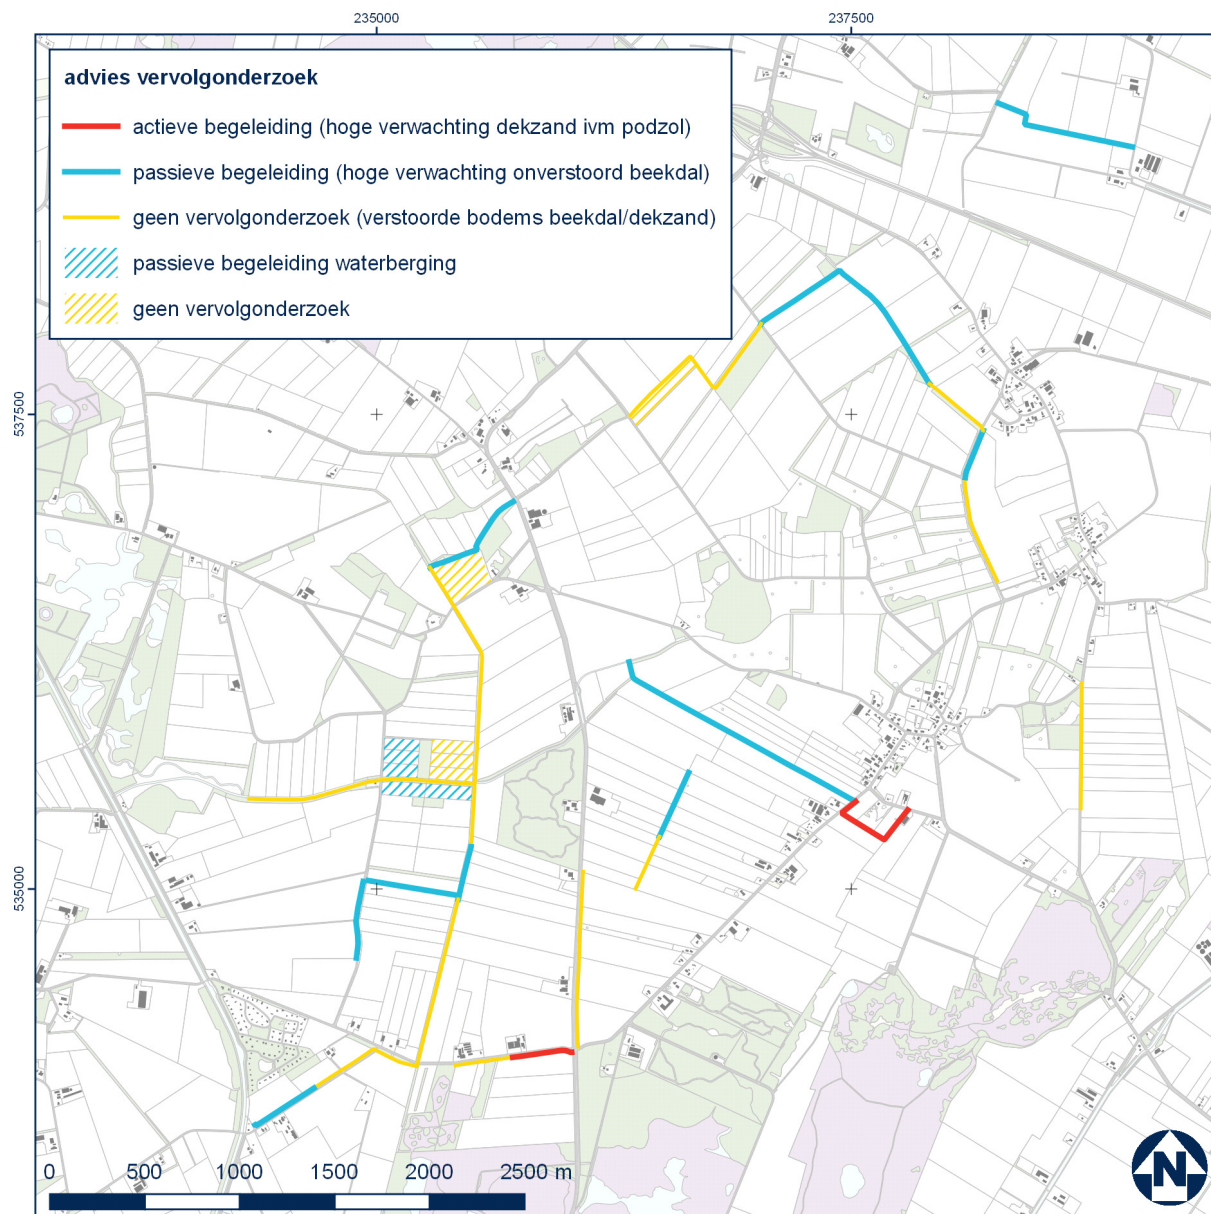 235000
237500
advies vervolgonderzoek
actieve begeleiding (hoge verwachting dekzand ivm podzol)
passieve begeleiding (hoge verwachting onverstoord beekdal)
geen vervolgonderzoek (verstoorde bodems beekdal/dekzand)
passieve begeleiding waterberging
geen vervolgonderzoek
537500
535000
0 500 1000 1500 2000 2500 m
N